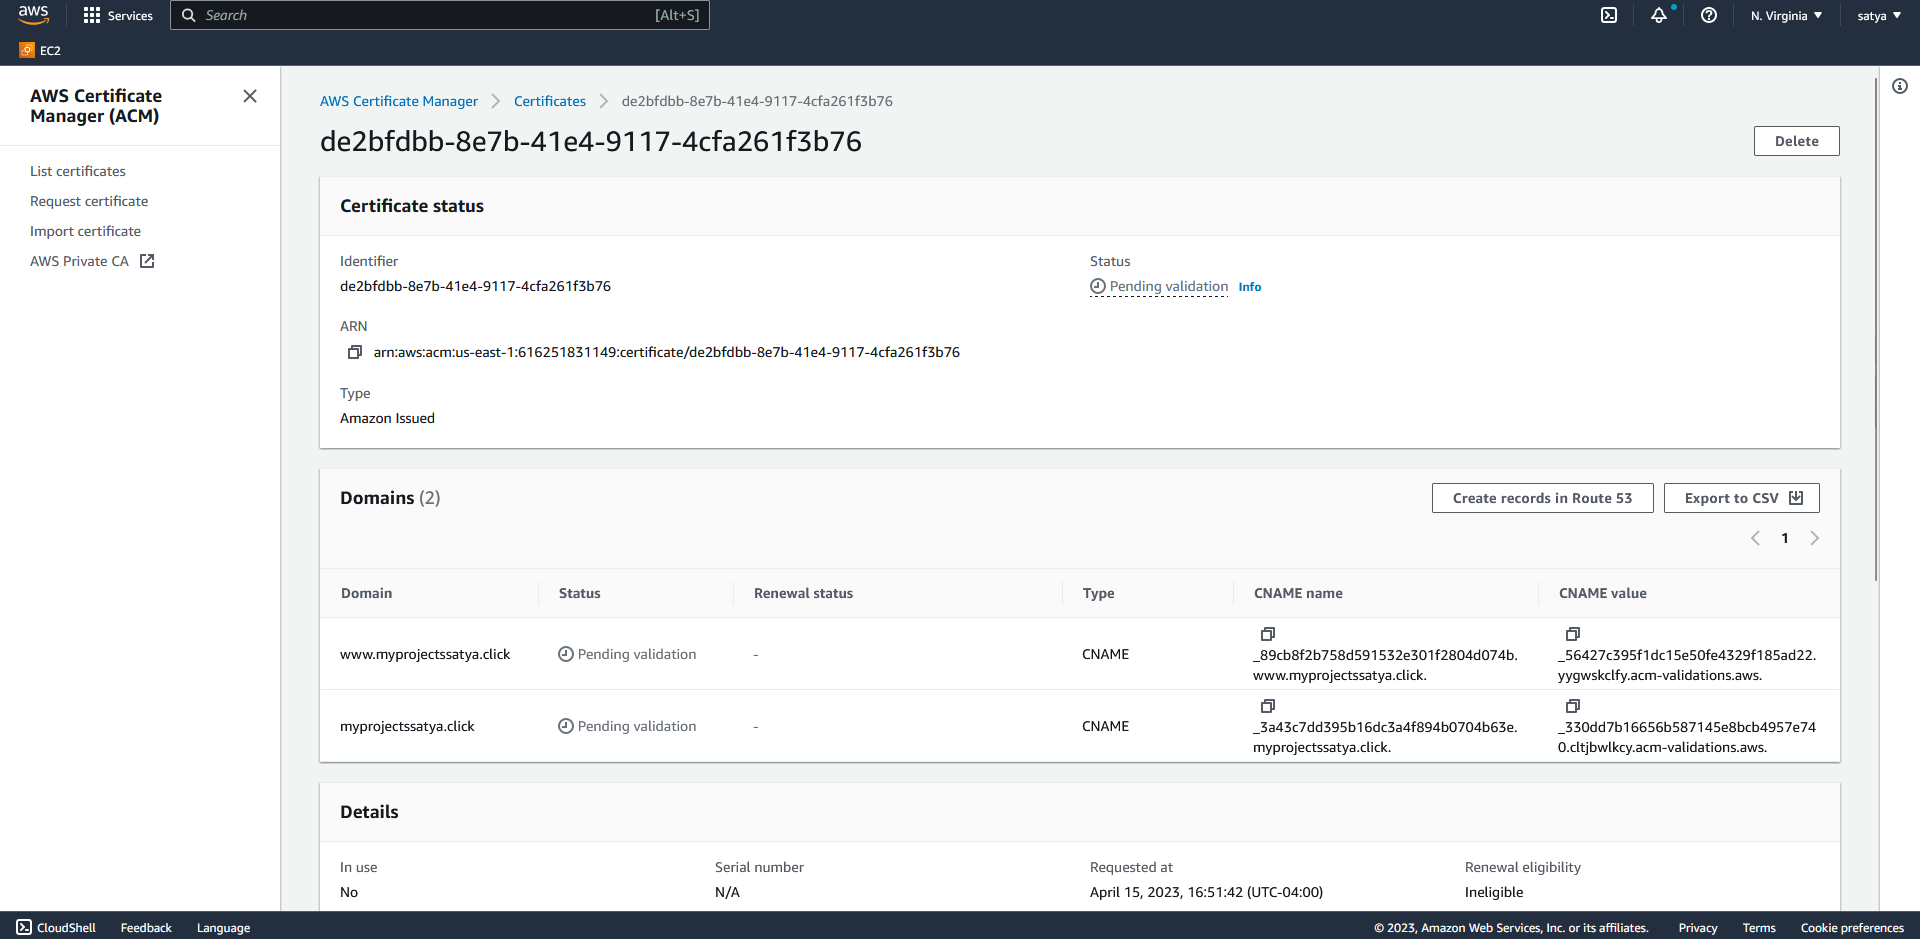 aws
Services
Search
[Alt+S]
N. Virginia
satya
EC2
AWS Certificate
Manager (ACM)
List certificates
Request certificate
Import certificate
AWS Private CA
AWS Certificate Manager
Certificates
de2bfdbb-8e7b-41e4-9117-4cfa261f3b76
de2bfdbb-8e7b-41e4-9117-4cfa261f3b76
Delete
Certificate status
Identifier
de2bfdbb-8e7b-41e4-9117-4cfa261f3b76
Status
Pending validation Info
ARN
arn:aws:acm:us-east-1:616251831149:certificate/de2bfdbb-8e7b-41e4-9117-4cfa261f3b76
Type
Amazon Issued
Domains (2)
Create records in Route 53
Export to CSV
1
Domain Status Renewal status Type CNAME name CNAME value
www.myprojectssatya.click Pending validation - CNAME
_89cb8f2b758d591532e301f2804d074b.
www.myprojectssatya.click.
_56427c395f1dc15e50fe4329f185ad22.
yygwskclfy.acm-validations.aws.
myprojectssatya.click Pending validation - CNAME
_3a43c7dd395b16dc3a4f894b0704b63e.
myprojectssatya.click.
_330dd7b16656b587145e8bcb4957e74
0.cltjbwlkcy.acm-validations.aws.
Details
In use
No
Serial number
N/A
Requested at
April 15, 2023, 16:51:42 (UTC-04:00)
Renewal eligibility
Ineligible
CloudShell
Feedback
Language
© 2023, Amazon Web Services, Inc. or its affiliates.
Privacy
Terms
Cookie preferences